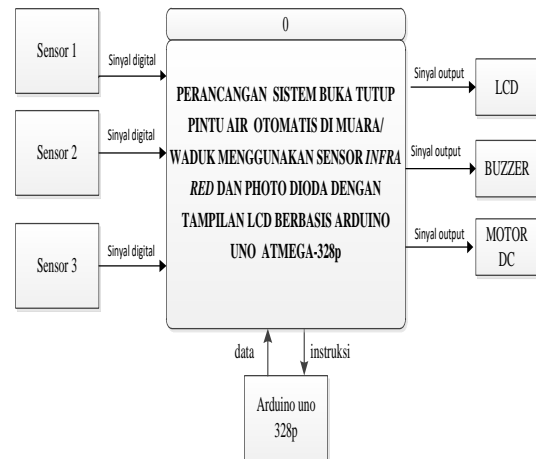 0
Sensor 1
Sinyal digital
Sensor 2
Sinyal digital
Sensor 3
Sinyal digital
PERANCANGAN SISTEM BUKA TUTUP
PINTU AIR OTOMATIS DI MUARA/
WADUK MENGGUNAKAN SENSOR INFRA
RED DAN PHOTO DIODA DENGAN
TAMPILAN LCD BERBASIS ARDUINO
UNO ATMEGA-328p
Sinyal output
LCD
Sinyal output
BUZZER
Sinyal output
MOTOR
DC
data
instruksi
Arduino uno
328p